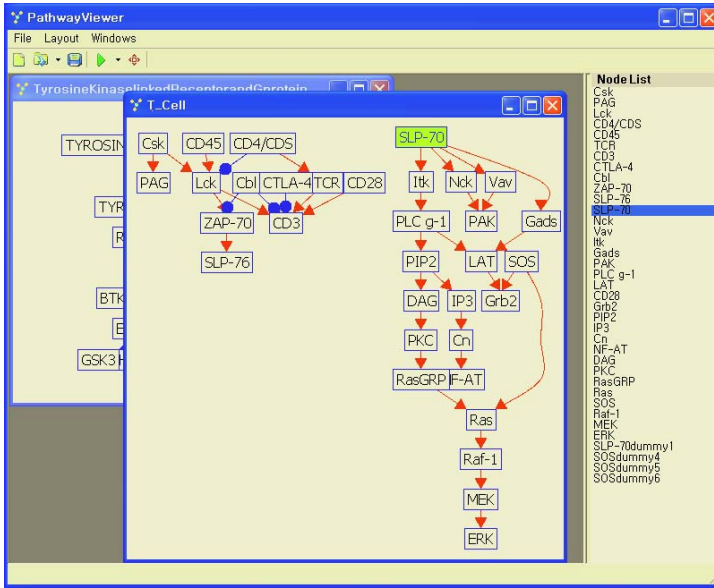 PathwayViewer
File Layout Windows
TyrosineKinaselinkedReceptorandGprotein
TYROSIN
TYR
R
BTK
E
GSK3 H
T_Cell
Csk CD45 CD4/CDS SLP-70
PAG Lck Cbl CTLA-4 TCR CD28 Itk Nck Vav
ZAP-70 CD3 PLC g-1 PAK Gads
SLP-76 PIP2 LAT SOS
DAG IP3 Grb2
PKC Cn
RasGRP F-AT
Ras
Raf-1
MEK
ERK
Node List
Csk
PAG
Lck
CD4/CDS
CD45
TCR
CD3
CTLA-4
Cbl
ZAP-70
SLP-76
SLP-70
Nck
Vav
Itk
Gads
PAK
PLC g-1
LAT
CD28
Grb2
PIP2
IP3
Cn
NF-AT
DAG
PKC
RasGRP
Ras
SOS
Raf-1
MEK
ERK
SLP-70dummy1
SOSdummy4
SOSdummy5
SOSdummy6